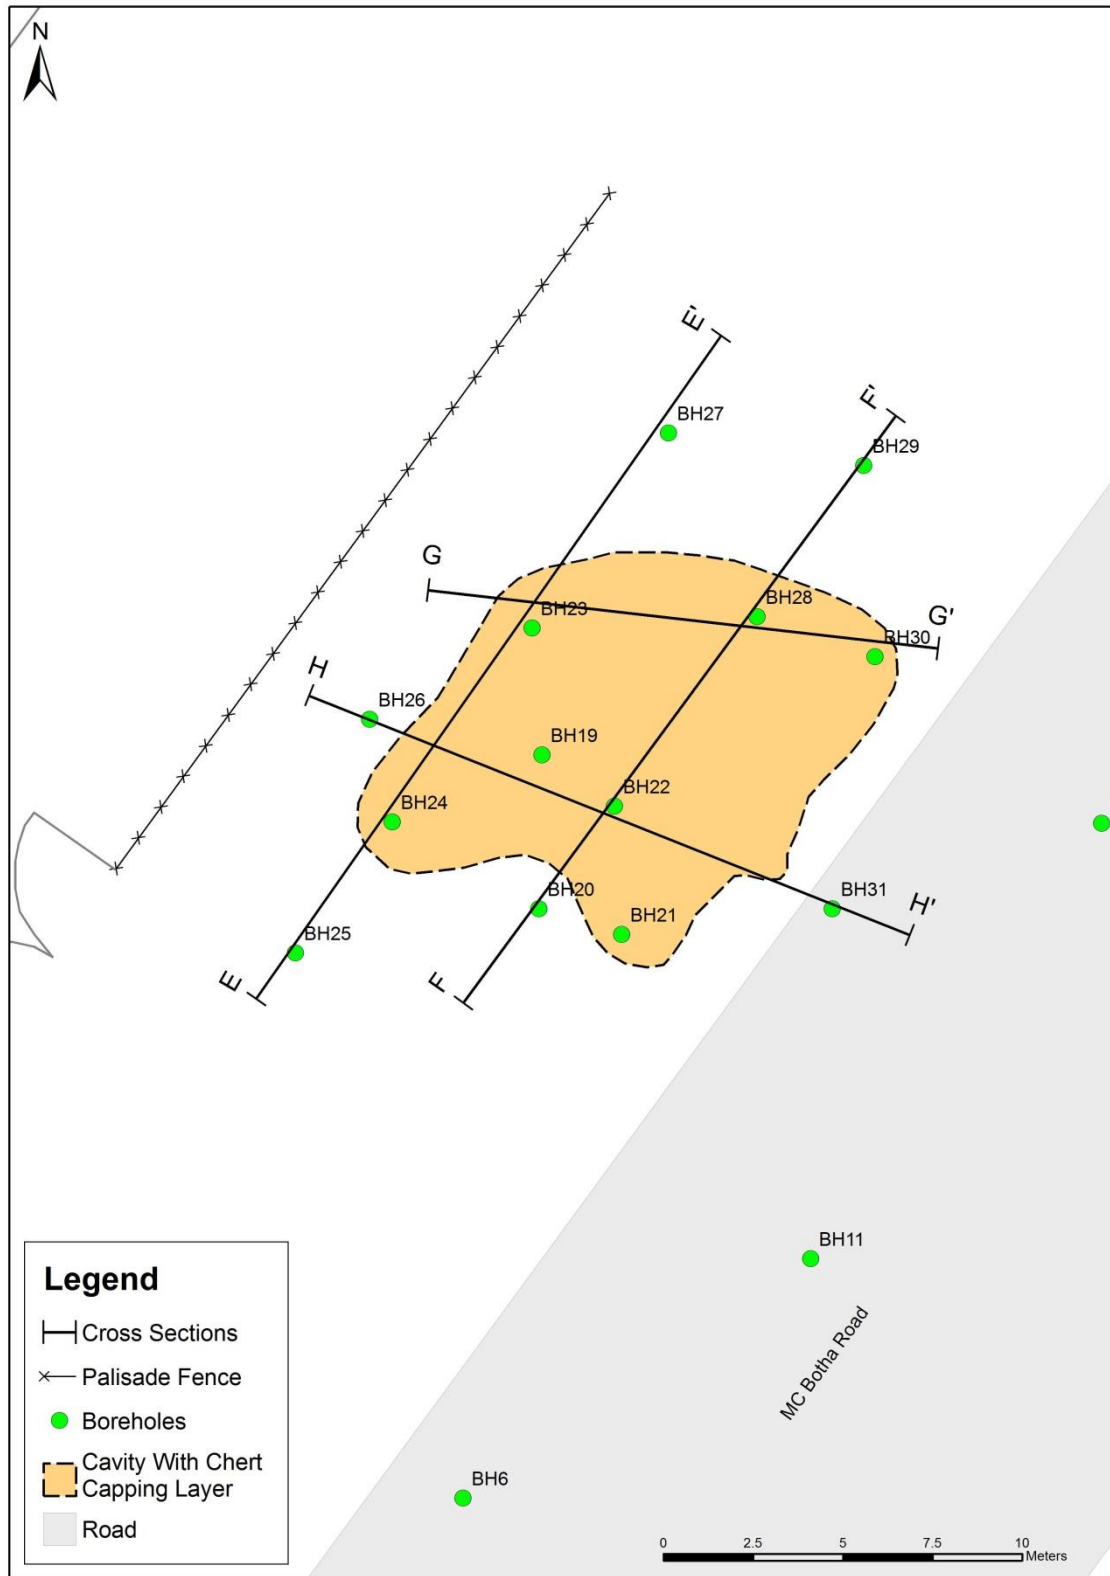 N
E'
F'
BH27
BH29
G
BH23
BH28
G'
BH30
H
BH26
BH19
BH22
BH24
BH20
BH31
H'
BH21
BH25
E
F
BH11
MC Botha Road
BH6
Legend
Cross Sections
Palisade Fence
Boreholes
Cavity With Chert
Capping Layer
Road
0 2.5 5 7.5 10
Meters